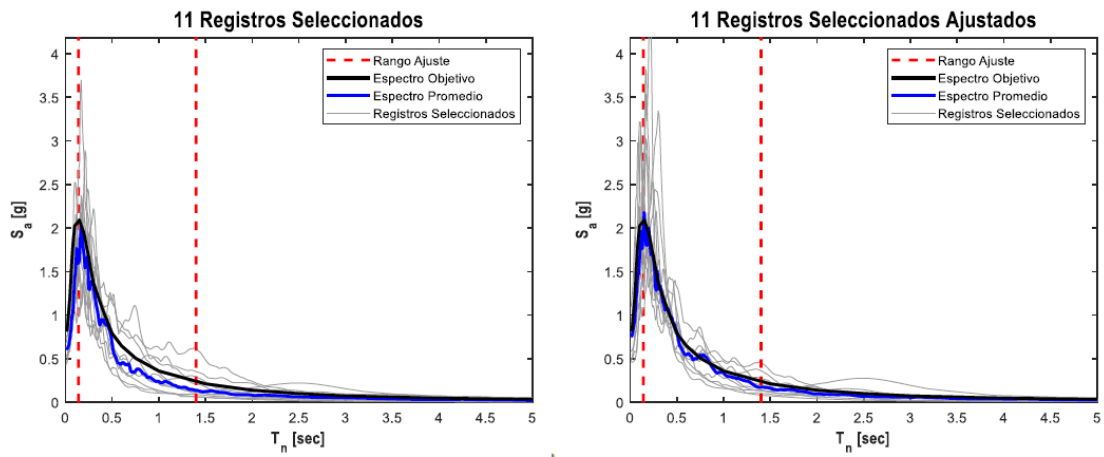 11 Registros Seleccionados
4
3.5
3
2.5
2
1.5
1
0.5
0
S_a [g]
0 0.5 1 1.5 2 2.5 3 3.5 4 4.5 5
T_n [sec]
Rango Ajuste
Espectro Objetivo
Espectro Promedio
Registros Seleccionados
11 Registros Seleccionados Ajustados
4
3.5
3
2.5
2
1.5
1
0.5
0
S_a [g]
0 0.5 1 1.5 2 2.5 3 3.5 4 4.5 5
T_n [sec]
Rango Ajuste
Espectro Objetivo
Espectro Promedio
Registros Seleccionados